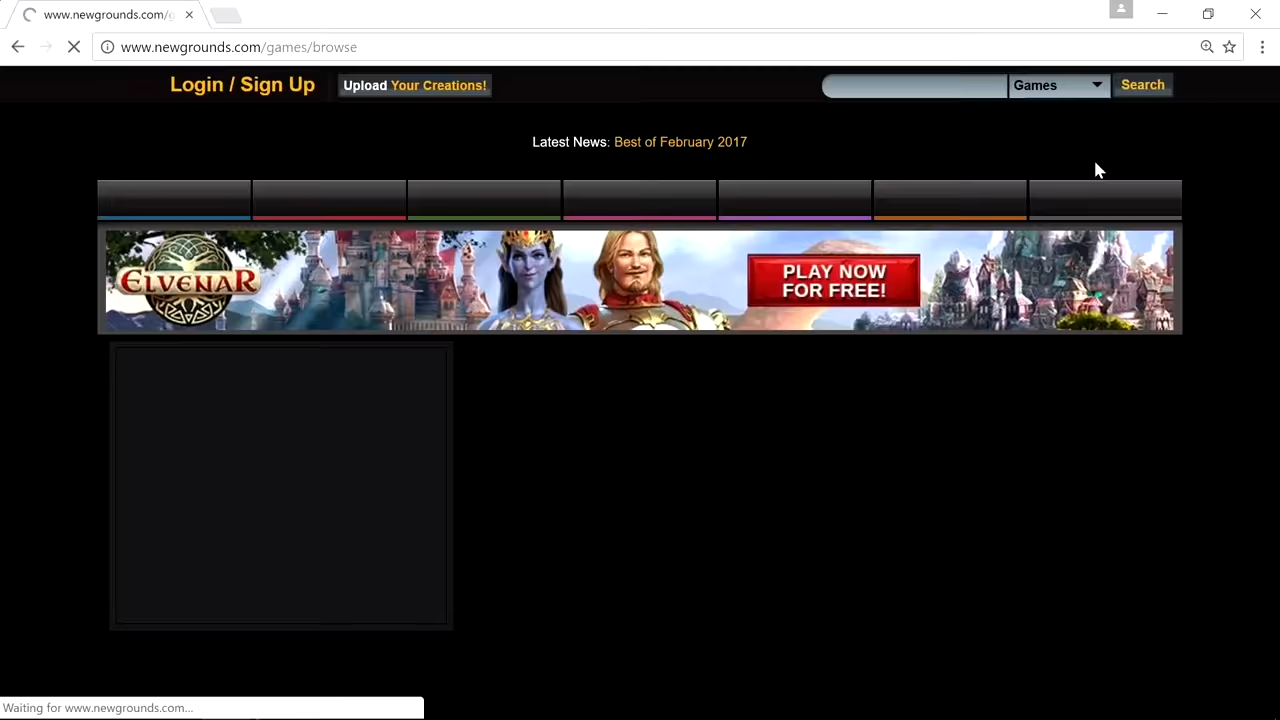 www.newgrounds.com/g
www.newgrounds.com/games/browse
Login / Sign Up
Upload Your Creations!
Games
Search
Latest News: Best of February 2017
ELVENAR
PLAY NOW
FOR FREE!
Waiting for www.newgrounds.com...